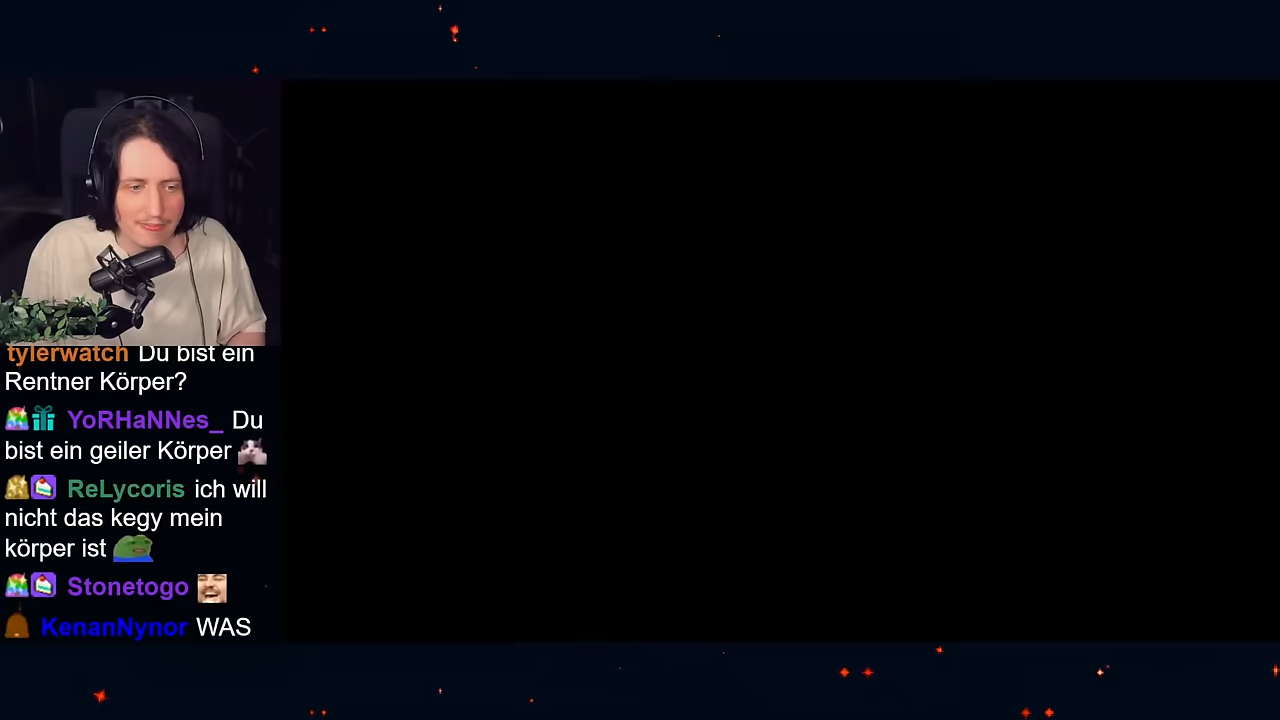 tylerwatch Du bist ein
Rentner Körper?
YoRHaNNes_ Du
bist ein geiler Körper
ReLycoris ich will
nicht das kegy mein
körper ist
Stonetogo
KenanNynor WAS